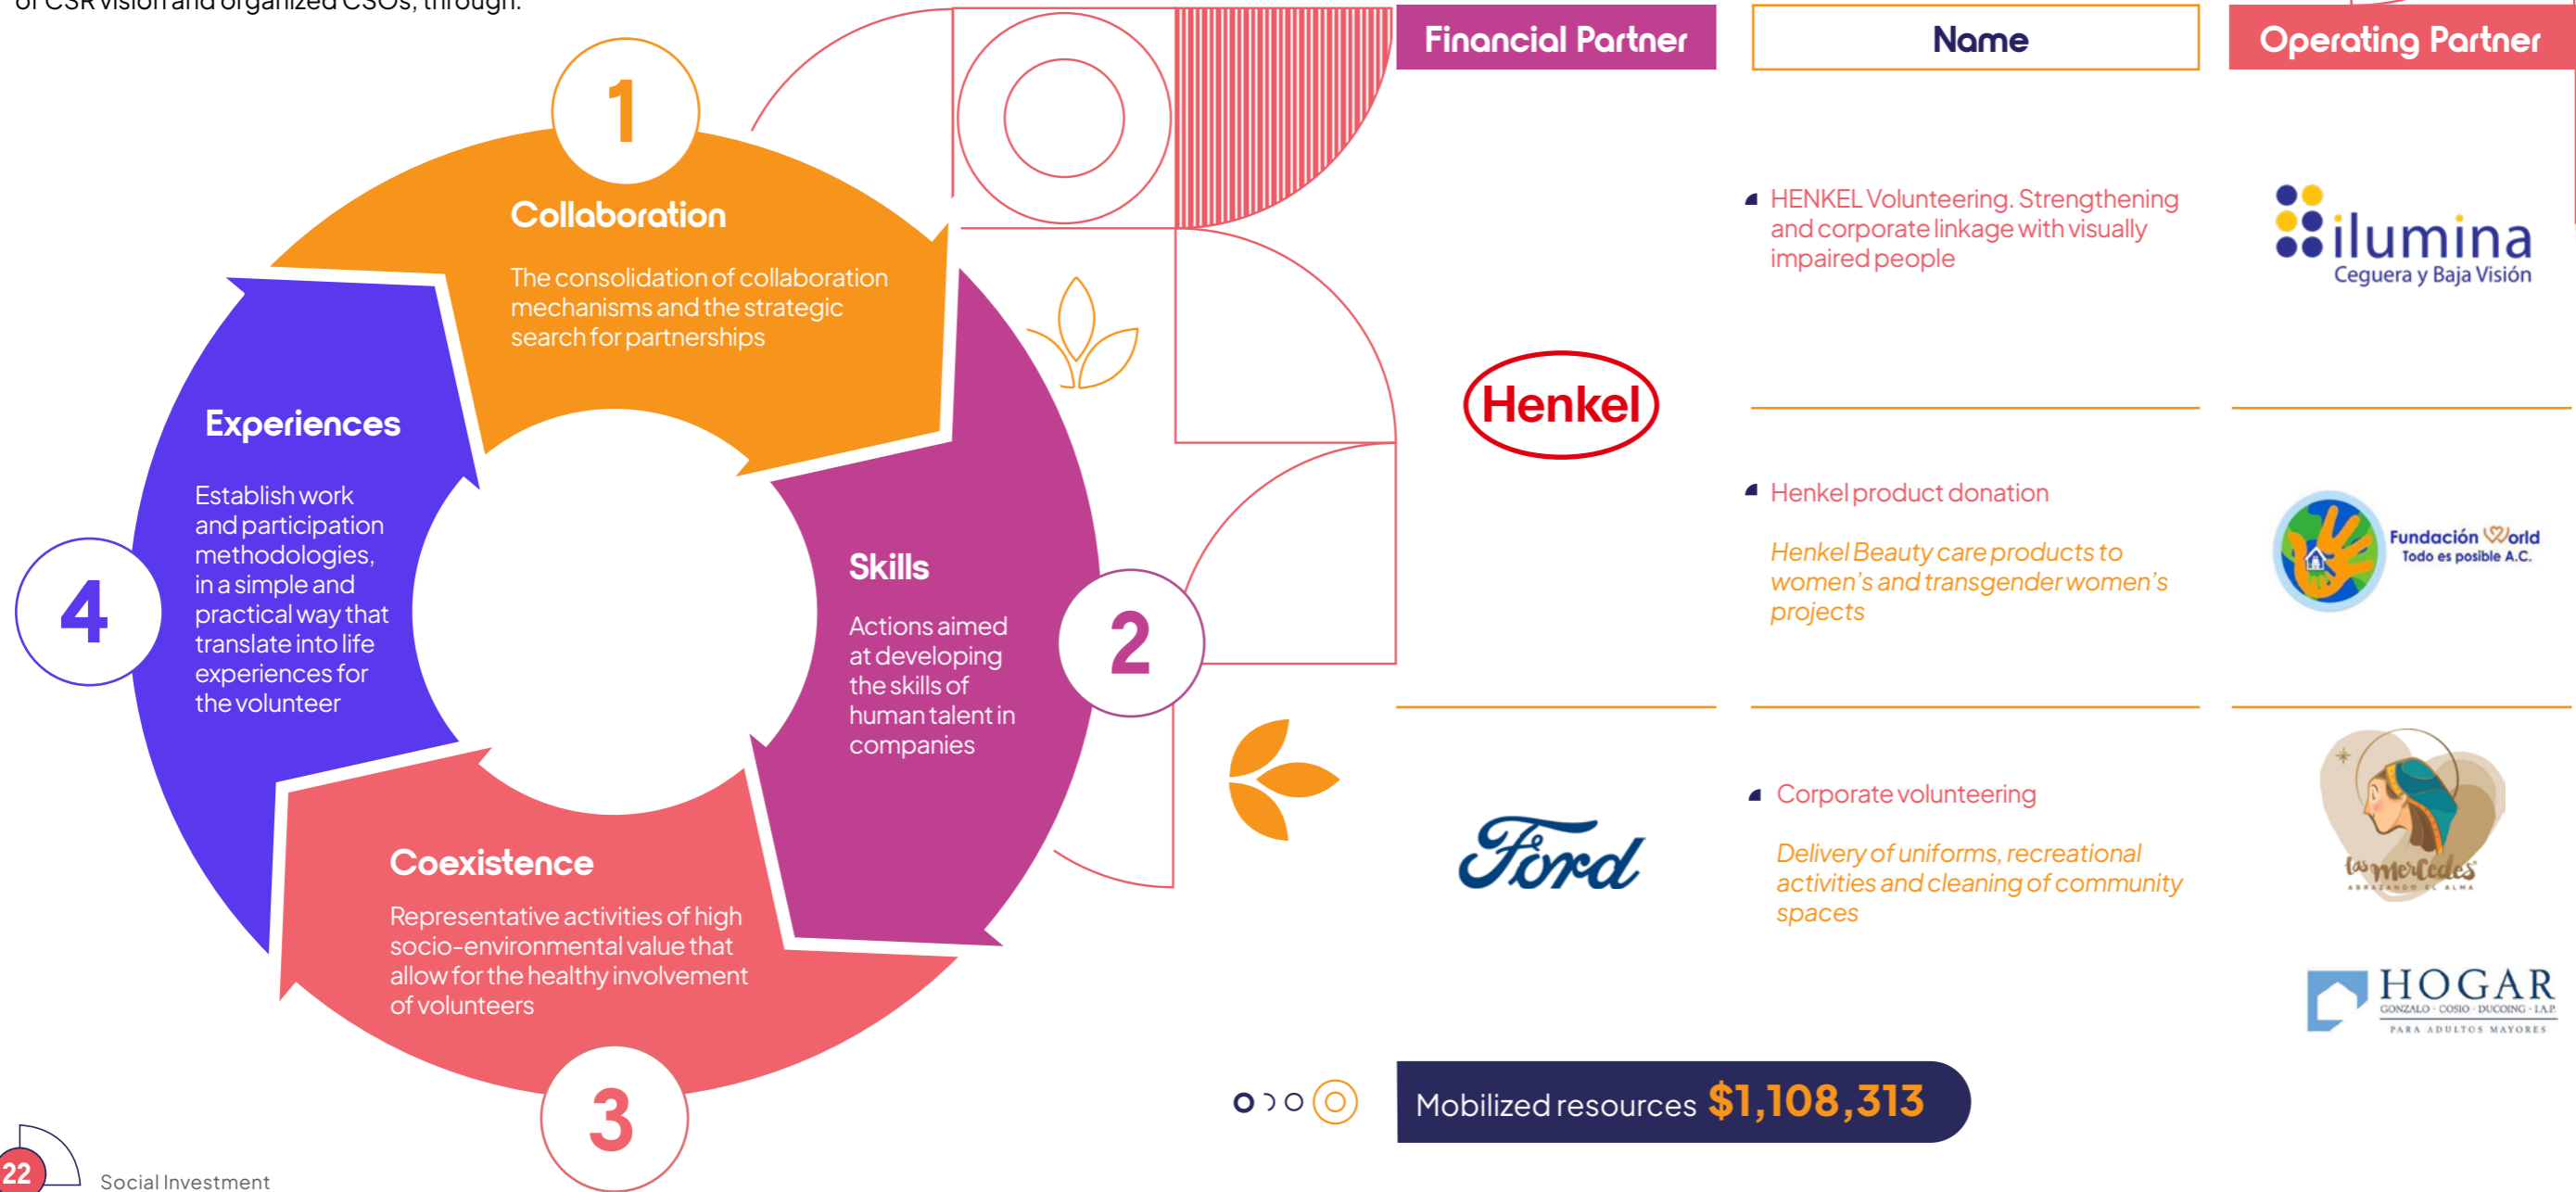 of CSR vision and organized CSOs, through:
1
Collaboration
The consolidation of collaboration
mechanisms and the strategic
search for partnerships
2
Skills
Actions aimed
at developing
the skills of
human talent in
companies
3
Coexistence
Representative activities of high
socio-environmental value that
allow for the healthy involvement
of volunteers
4
Experiences
Establish work
and participation
methodologies,
in a simple and
practical way that
translate into life
experiences for
the volunteer
Financial Partner
Name
Operating Partner
Henkel
HENKEL Volunteering. Strengthening
and corporate linkage with visually
impaired people
ilumina
Ceguera y Baja Visión
Henkel product donation
Henkel Beauty care products to
women's and transgender women's
projects
Fundación World
Todo es posible A.C.
Ford
Corporate volunteering
Delivery of uniforms, recreational
activities and cleaning of community
spaces
las mercedes
ABRAZANDO EL ALMA
HOGAR
GONZALO · COSIO · DUCOING · I.A.P.
PARA ADULTOS MAYORES
Mobilized resources $1,108,313
22
Social Investment